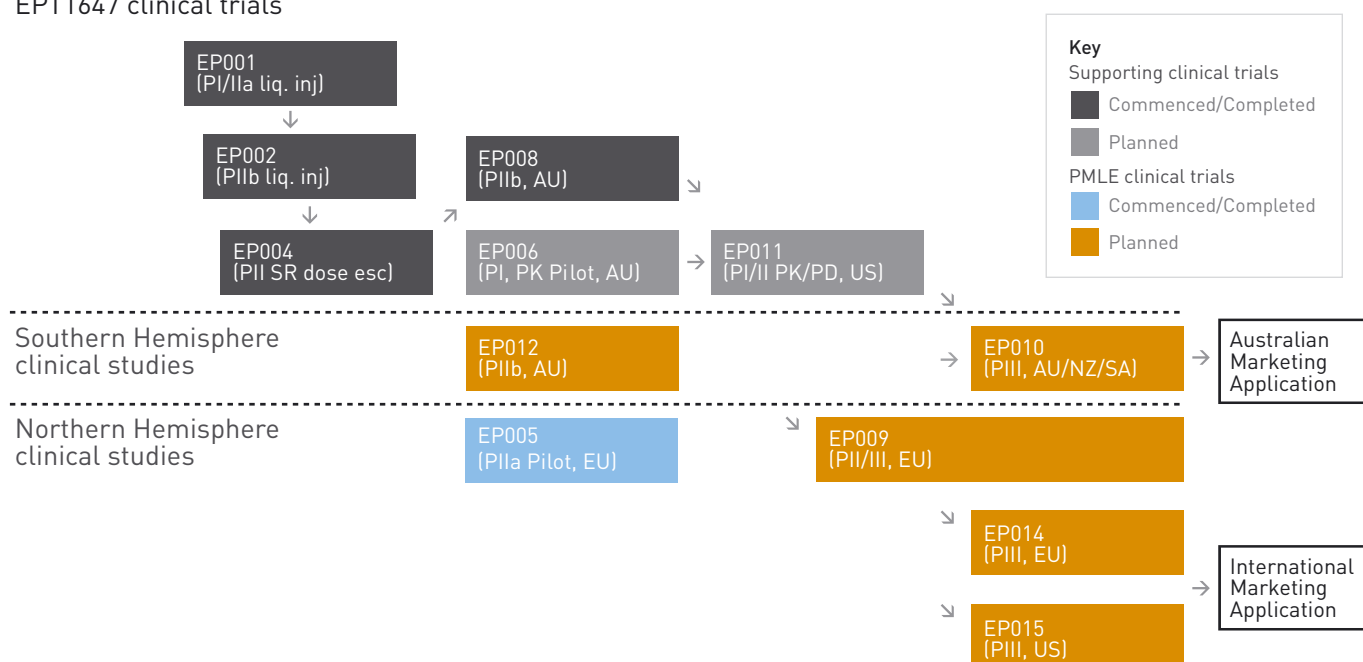 EPT1647 clinical trials
EP001
(PI/IIa liq. inj)
EP002
(PIIb liq. inj)
EP004
(PII SR dose esc)
EP008
(PIIb, AU)
EP006
(PI, PK Pilot, AU)
EP011
(PI/II PK/PD, US)
Key
Supporting clinical trials
Commenced/Completed
Planned
PMLE clinical trials
Commenced/Completed
Planned
Southern Hemisphere
clinical studies
EP012
(PIIb, AU)
EP010
(PIII, AU/NZ/SA)
Australian
Marketing
Application
Northern Hemisphere
clinical studies
EP005
(PIIa Pilot, EU)
EP009
(PII/III, EU)
EP014
(PIII, EU)
EP015
(PIII, US)
International
Marketing
Application